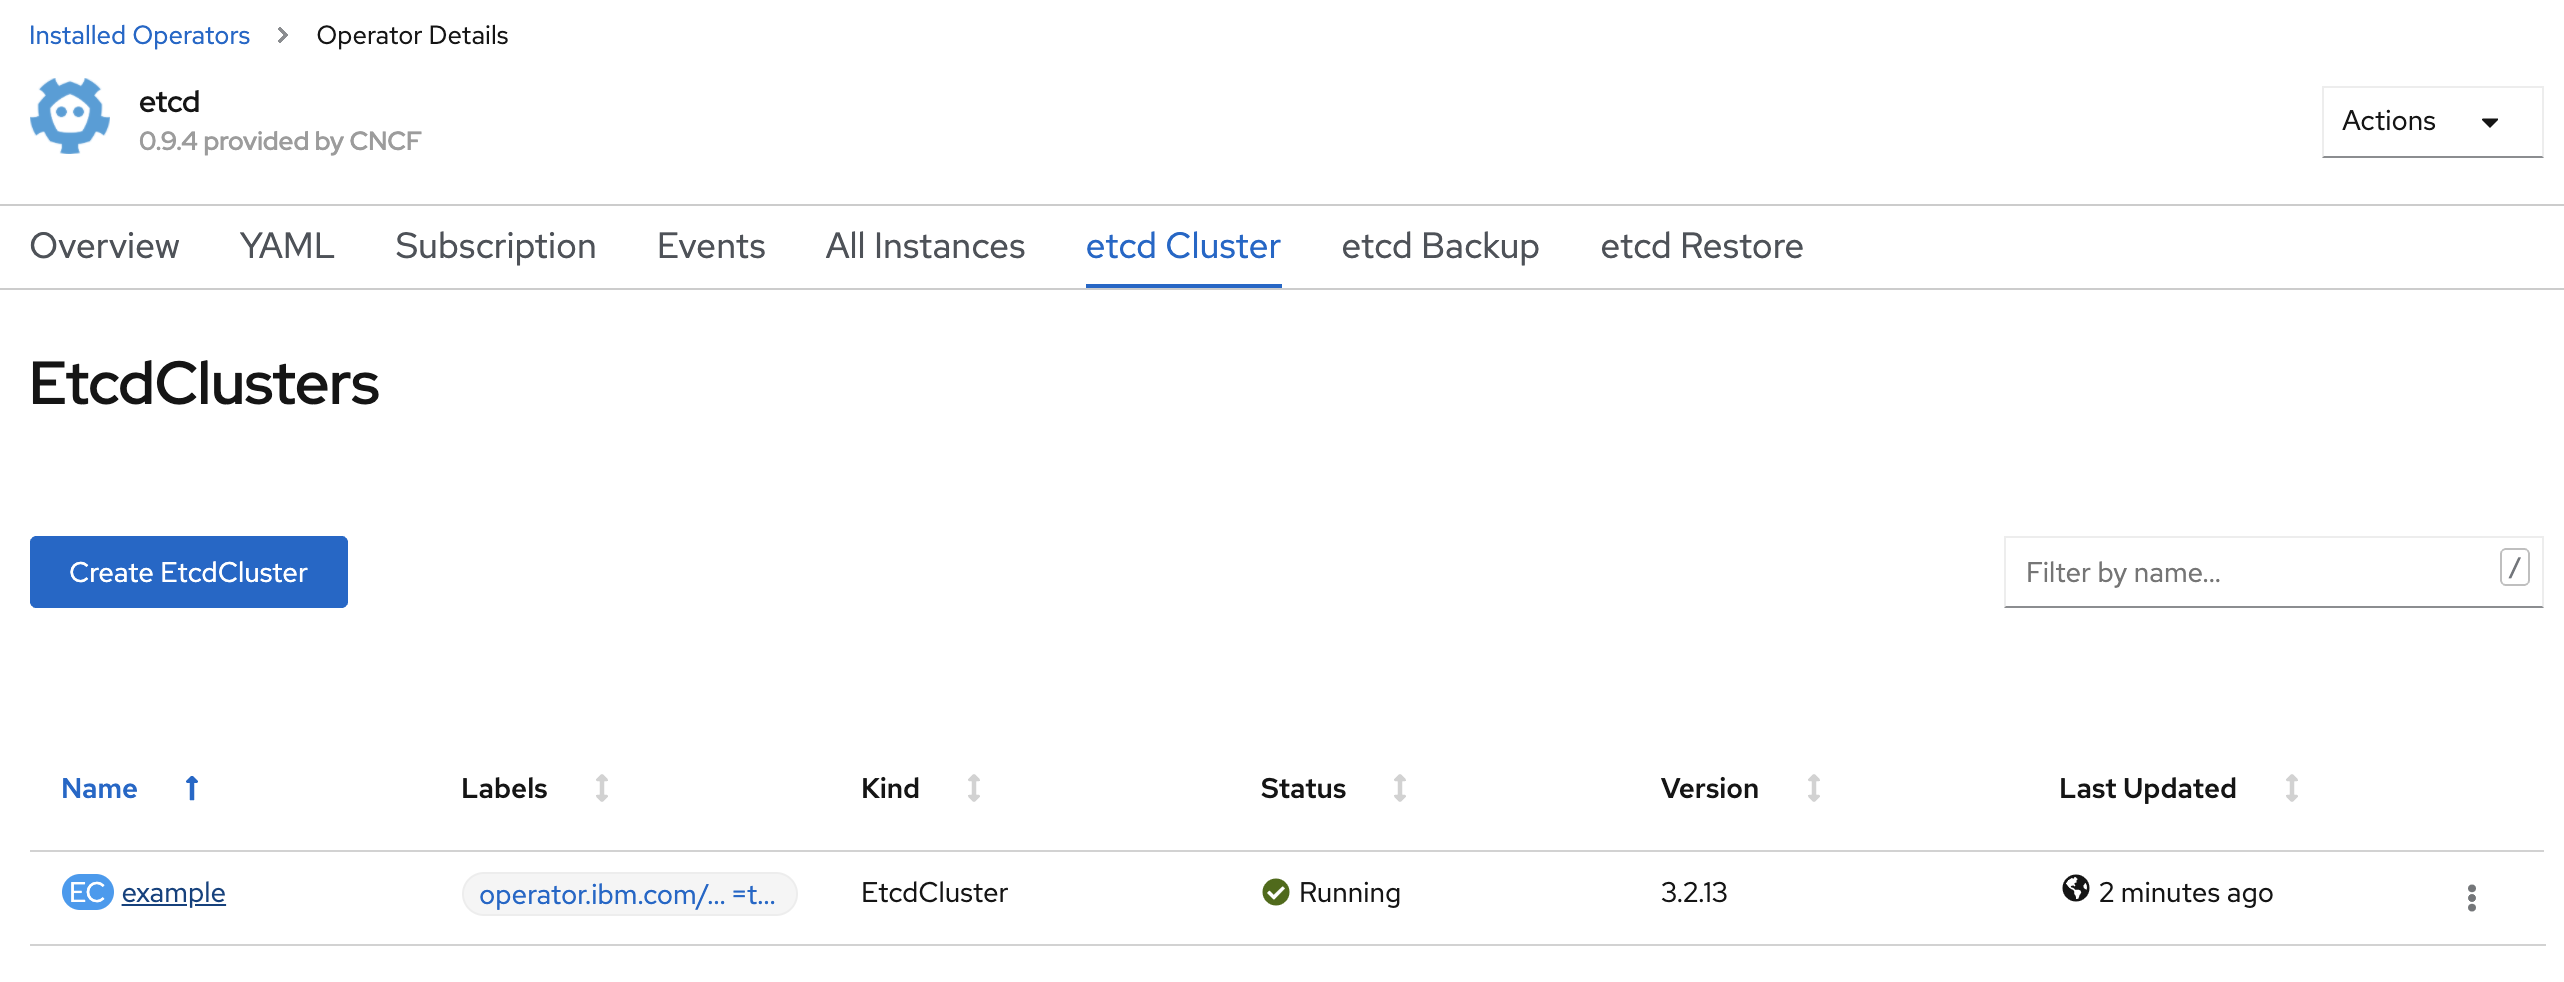 Installed Operators > Operator Details
etcd
0.9.4 provided by CNCF
Actions
Overview YAML Subscription Events All Instances etcd Cluster etcd Backup etcd Restore
EtcdClusters
Create EtcdCluster
Filter by name... /
Name Labels Kind Status Version Last Updated
EC example operator.ibm.com/... =t... EtcdCluster Running 3.2.13 2 minutes ago